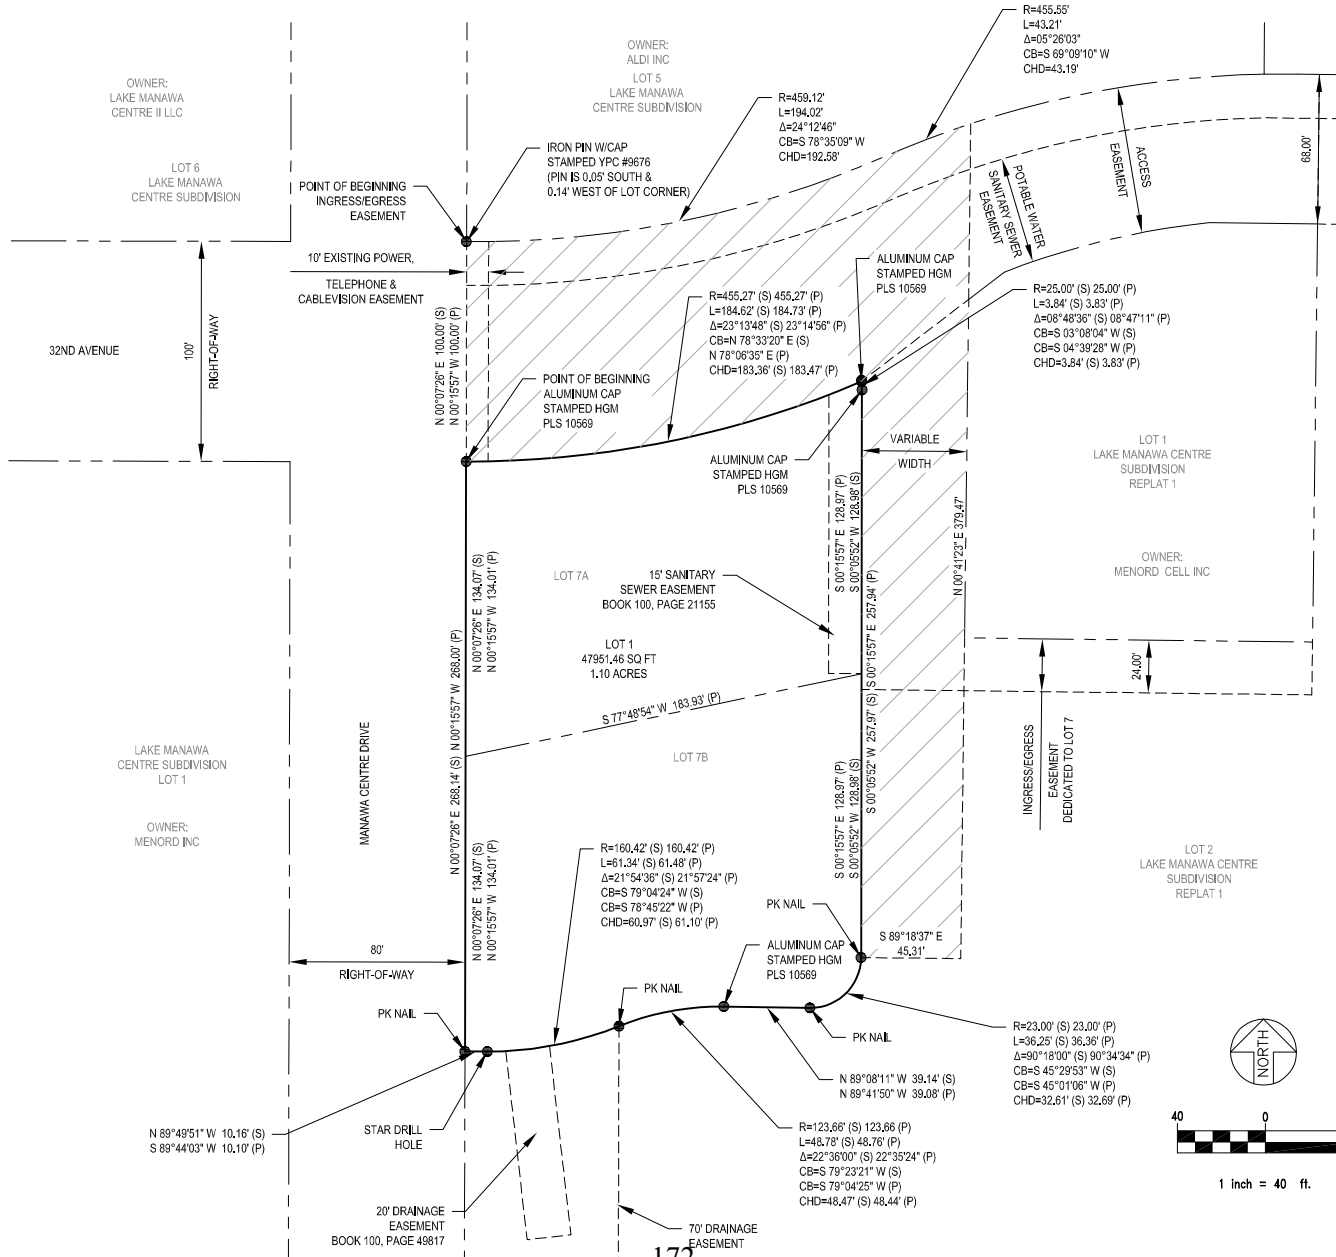 R=455.55'
L=43.21'
Δ=05°26'03"
CB=S 69°09'10" W
CHD=43.19'
OWNER:
ALDI INC
LOT 5
LAKE MANAWA
CENTRE SUBDIVISION
OWNER:
LAKE MANAWA
CENTRE II LLC
LOT 6
LAKE MANAWA
CENTRE SUBDIVISION
R=459.12'
L=194.02'
Δ=24°12'46"
CB=S 78°35'09" W
CHD=192.58'
IRON PIN W/CAP
STAMPED YPC #9676
(PIN IS 0.05' SOUTH &
0.14' WEST OF LOT CORNER)
POINT OF BEGINNING
INGRESS/EGRESS
EASEMENT
ACCESS
EASEMENT
68.00'
POTABLE WATER
SANITARY SEWER
EASEMENT
10' EXISTING POWER,
TELEPHONE &
CABLEVISION EASEMENT
ALUMINUM CAP
STAMPED HGM
PLS 10569
R=455.27' (S) 455.27' (P)
L=184.62' (S) 184.73' (P)
Δ=23°13'48" (S) 23°14'56" (P)
CB=N 78°33'20" E (S)
N 78°06'35" E (P)
CHD=183.36' (S) 183.47' (P)
R=25.00' (S) 25.00' (P)
L=3.84' (S) 3.83' (P)
Δ=08°48'36" (S) 08°47'11" (P)
CB=S 03°08'04" W (S)
CB=S 04°39'28" W (P)
CHD=3.84' (S) 3.83' (P)
32ND AVENUE
100'
RIGHT-OF-WAY
N 00°07'26" E 100.00' (S)
N 00°15'57" W 100.00' (P)
POINT OF BEGINNING
ALUMINUM CAP
STAMPED HGM
PLS 10569
ALUMINUM CAP
STAMPED HGM
PLS 10569
VARIABLE
WIDTH
LOT 1
LAKE MANAWA CENTRE
SUBDIVISION
REPLAT 1
S 00°15'57" E 128.97' (P)
S 00°05'52" W 128.98' (S)
N 00°41'23" E 379.47'
OWNER:
MENORD CELL INC
N 00°07'26" E 134.07' (S)
N 00°15'57" W 134.01' (P)
LOT 7A
15' SANITARY
SEWER EASEMENT
BOOK 100, PAGE 21155
LOT 1
47951.46 SQ FT
1.10 ACRES
S 00°05'52" W 257.97' (S) S 00°15'57" E 257.94' (P)
24.00'
N 00°07'26" E 268.14' (S) N 00°15'57" W 268.00' (P)
S 77°48'54" W 183.93' (P)
LAKE MANAWA
CENTRE SUBDIVISION
LOT 1
OWNER:
MENORD INC
MANAWA CENTRE DRIVE
LOT 7B
INGRESS/EGRESS
EASEMENT
DEDICATED TO LOT 7
S 00°15'57" E 128.97' (P)
S 00°05'52" W 128.98' (S)
N 00°07'26" E 134.07' (S)
N 00°15'57" W 134.01' (P)
R=160.42' (S) 160.42' (P)
L=61.34' (S) 61.48' (P)
Δ=21°54'36" (S) 21°57'24" (P)
CB=S 79°04'24" W (S)
CB=S 78°45'22" W (P)
CHD=60.97' (S) 61.10' (P)
LOT 2
LAKE MANAWA CENTRE
SUBDIVISION
REPLAT 1
PK NAIL
S 89°18'37" E
45.31'
80'
RIGHT-OF-WAY
ALUMINUM CAP
STAMPED HGM
PLS 10569
PK NAIL
PK NAIL
PK NAIL
R=23.00' (S) 23.00' (P)
L=36.25' (S) 36.36' (P)
Δ=90°18'00" (S) 90°34'34" (P)
CB=S 45°29'53" W (S)
CB=S 45°01'06" W (P)
CHD=32.61' (S) 32.69' (P)
NORTH
N 89°08'11" W 39.14' (S)
N 89°41'50" W 39.08' (P)
N 89°49'51" W 10.16' (S)
S 89°44'03" W 10.10' (P)
STAR DRILL
HOLE
R=123.66' (S) 123.66 (P)
L=48.78' (S) 48.76' (P)
Δ=22°36'00" (S) 22°35'24" (P)
CB=S 79°23'21" W (S)
CB=S 79°04'25" W (P)
CHD=48.47' (S) 48.44' (P)
40 0
1 inch = 40 ft.
20' DRAINAGE
EASEMENT
BOOK 100, PAGE 49817
70' DRAINAGE
EASEMENT
172